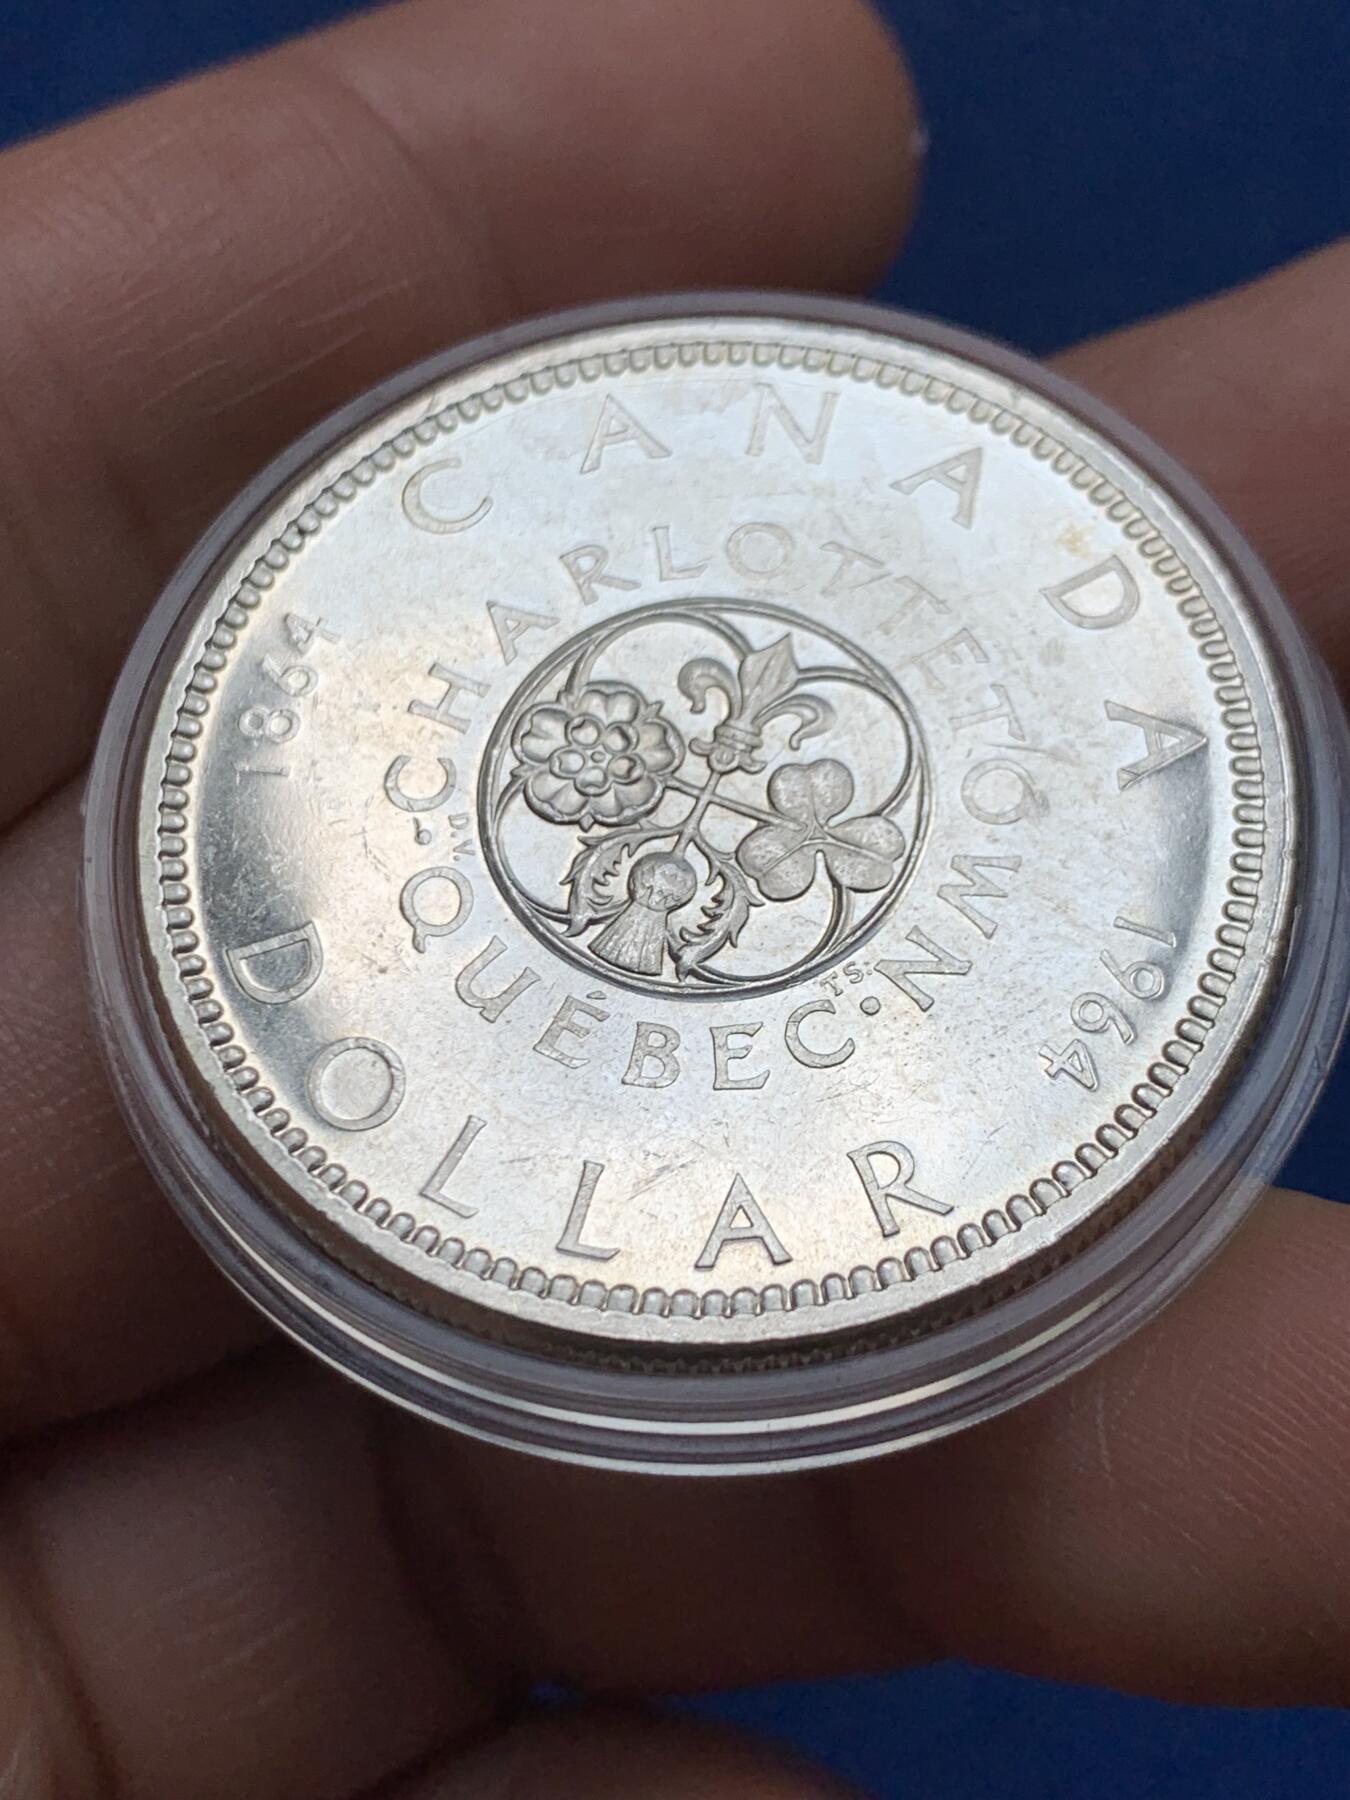 CANADA
1864
1964
DOLLAR
·CHARLOTTETOWN·
QUÉBEC
D.V.
T.S.